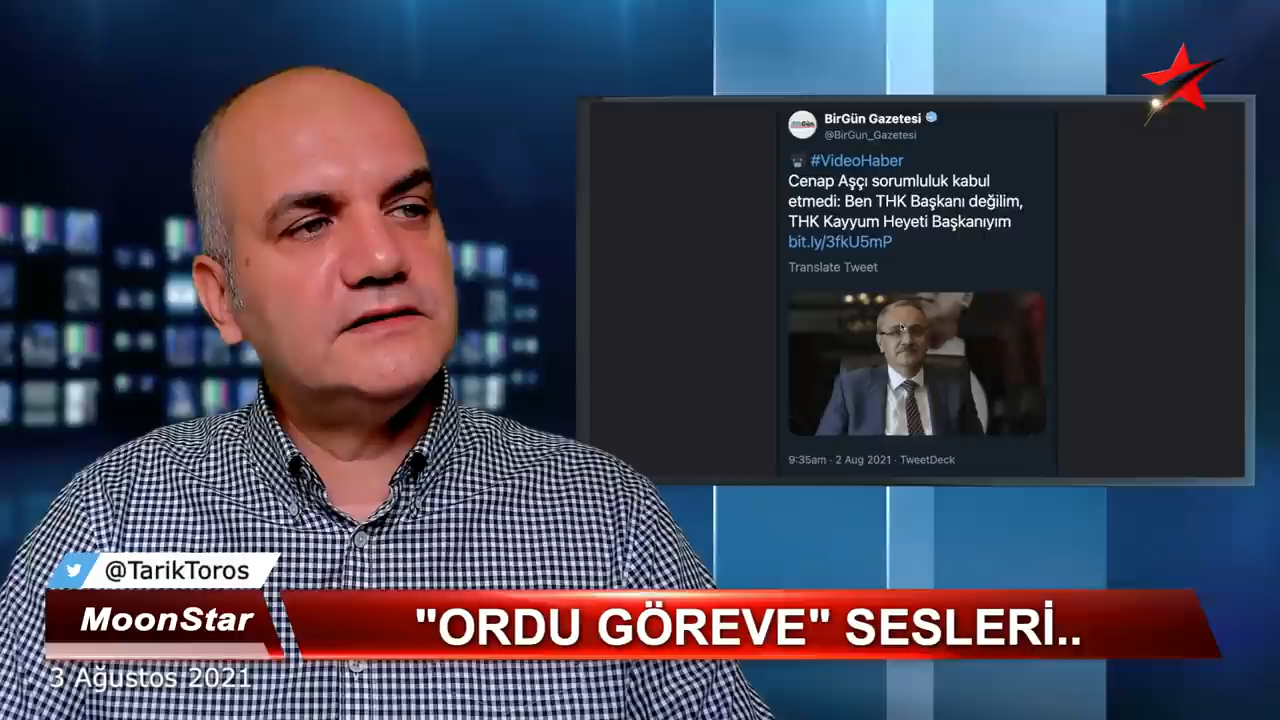 BirGün Gazetesi
@BirGun_Gazetesi
#VideoHaber
Cenap Aşçı sorumluluk kabul
etmedi: Ben THK Başkanı değilim,
THK Kayyum Heyeti Başkanıyım
bit.ly/3fkU5mP
Translate Tweet
9:35am · 2 Aug 2021 · TweetDeck
@TarikToros
MoonStar
"ORDU GÖREVE" SESLERİ..
3 Ağustos 2021